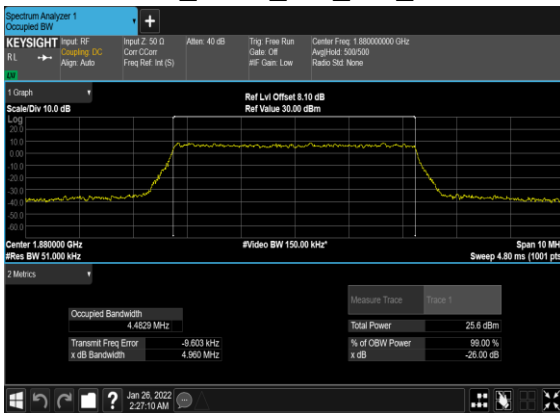 Spectrum Analyzer 1
Occupied BW
KEYSIGHT
RL
LV
Input: RF
Coupling: DC
Align: Auto
Input Z: 50 Ω
Corr CCorr
Freq Ref: Int (S)
Atten: 40 dB
Trig: Free Run
Gate: Off
#IF Gain: Low
Center Freq: 1.880000000 GHz
Avg|Hold: 500/500
Radio Std: None
1 Graph
Scale/Div 10.0 dB
Ref Lvl Offset 8.10 dB
Ref Value 30.00 dBm
Log
20.0
10.0
0.00
-10.0
-20.0
-30.0
-40.0
-50.0
-60.0
Center 1.880000 GHz
#Res BW 51.000 kHz
#Video BW 150.00 kHz*
Span 10 MH
Sweep 4.80 ms (1001 pts
2 Metrics
Measure Trace Trace 1
Occupied Bandwidth
4.4829 MHz
Total Power 25.6 dBm
Transmit Freq Error -9.603 kHz
% of OBW Power 99.00 %
x dB Bandwidth 4.960 MHz
x dB -26.00 dB
?
Jan 26, 2022
2:27:10 AM